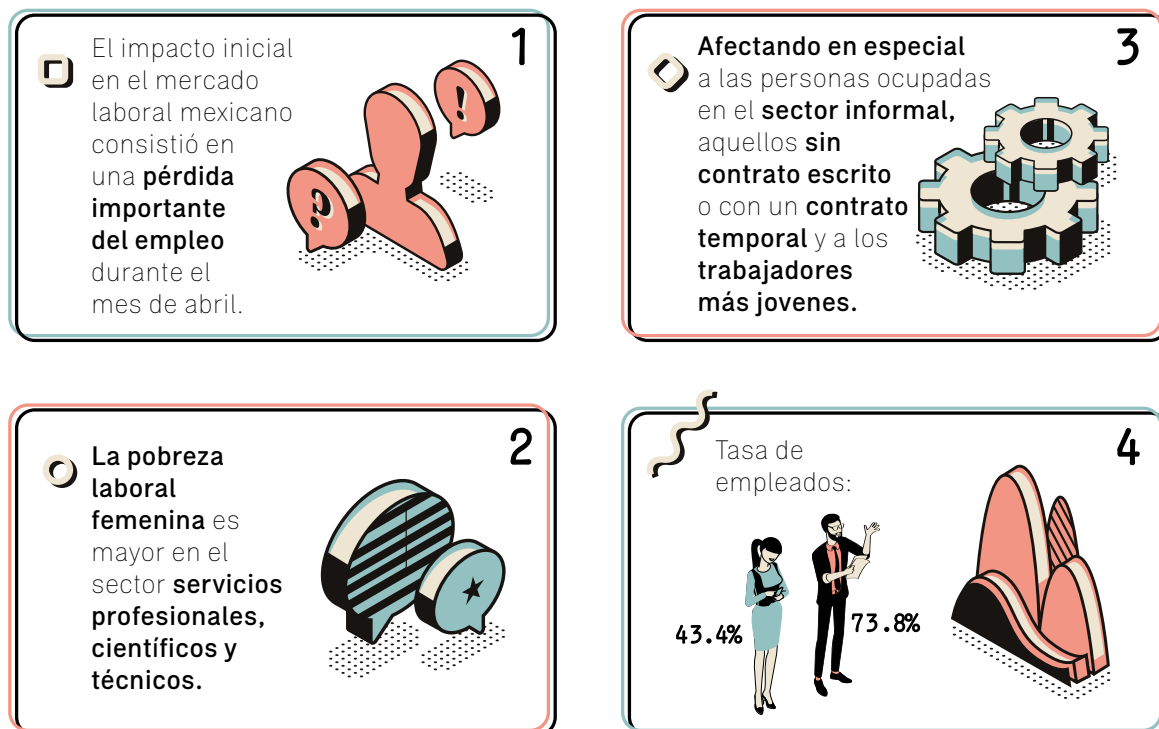 1
El impacto inicial
en el mercado
laboral mexicano
consistió en
una pérdida
importante
del empleo
durante el
mes de abril.
?
!
2
La pobreza
laboral
femenina es
mayor en el
sector servicios
profesionales,
científicos y
técnicos.
3
Afectando en especial
a las personas ocupadas
en el sector informal,
aquellos sin
contrato escrito
o con un contrato
temporal y a los
trabajadores
más jovenes.
4
Tasa de
empleados:
43.4%
73.8%